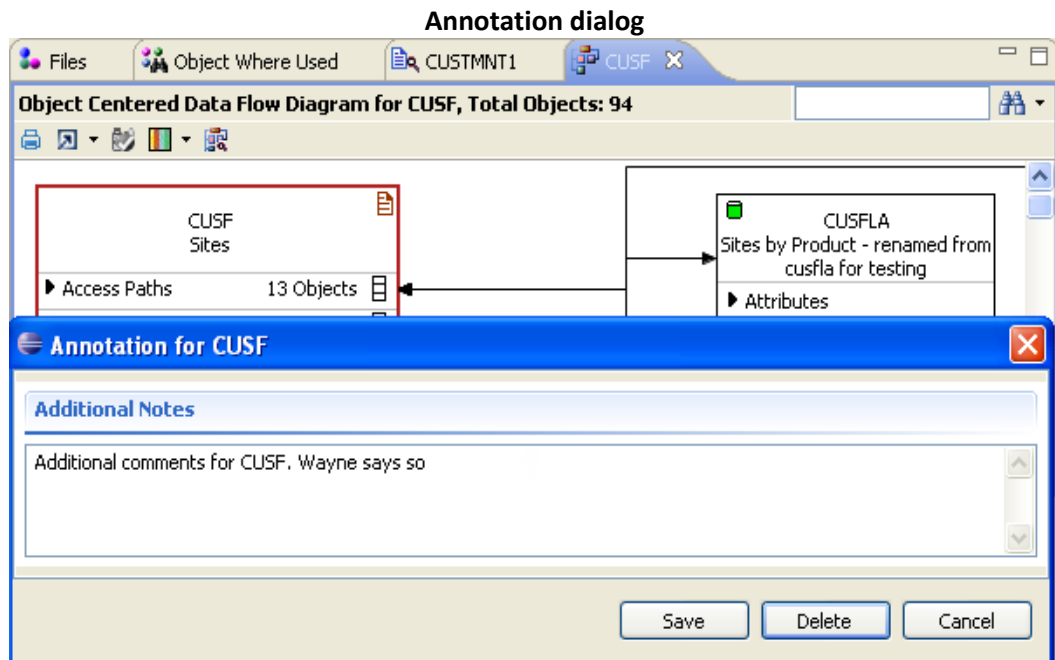 Annotation dialog
Files
Object Where Used
CUSTMNT1
CUSF
Object Centered Data Flow Diagram for CUSF, Total Objects: 94
CUSF
Sites
Access Paths 13 Objects
CUSFLA
Sites by Product - renamed from
cusfla for testing
Attributes
Annotation for CUSF
Additional Notes
Additional comments for CUSF. Wayne says so
Save
Delete
Cancel